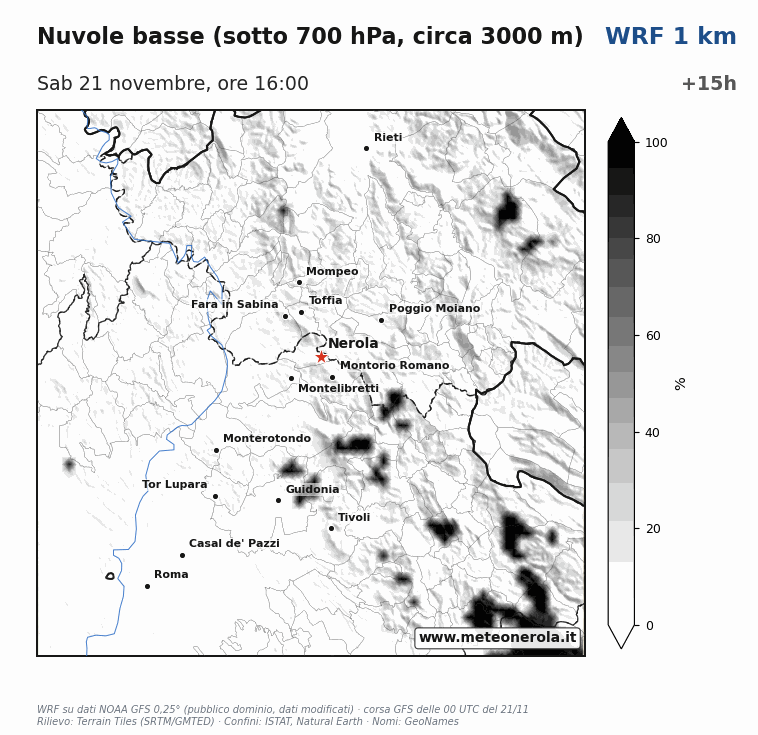 Nuvole basse (sotto 700 hPa, circa 3000 m) WRF 1 km
Sab 21 novembre, ore 16:00 +15h
Rieti
Mompeo
Fara in Sabina
Toffia
Poggio Moiano
Nerola
Montorio Romano
Montelibretti
Monterotondo
Tor Lupara
Guidonia
Tivoli
Casal de' Pazzi
Roma
www.meteonerola.it
100
80
60
40
20
0
%
WRF su dati NOAA GFS 0,25° (pubblico dominio, dati modificati) · corsa GFS delle 00 UTC del 21/11
Rilievo: Terrain Tiles (SRTM/GMTED) · Confini: ISTAT, Natural Earth · Nomi: GeoNames